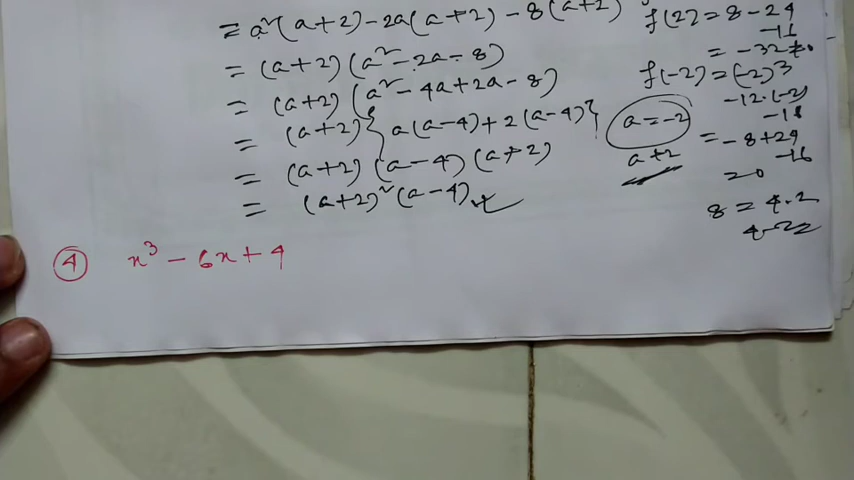 = a²(a+2)-2a(a+2)-8(a+2)
= (a+2)(a²-2a-8)
= (a+2)(a²-4a+2a-8)
= (a+2){a(a-4)+2(a-4)}
= (a+2)(a-4)(a+2)
= (a+2)²(a-4)
f(2)=8-24
-16
= -32≠0
f(-2)=(-2)³
-12.(-2)
-16
= -8+24
-16
=0
a=-2
a+2
8 = 4.2
4-2=2
④ x³-6x+4